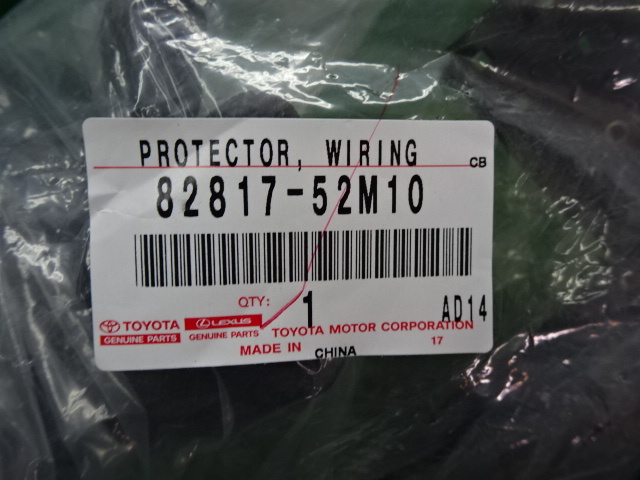 PROTECTOR, WIRING
CB
82817-52M10
QTY: 1
AD14
TOYOTA LEXUS
GENUINE PARTS GENUINE PARTS
TOYOTA MOTOR CORPORATION
MADE IN CHINA
17